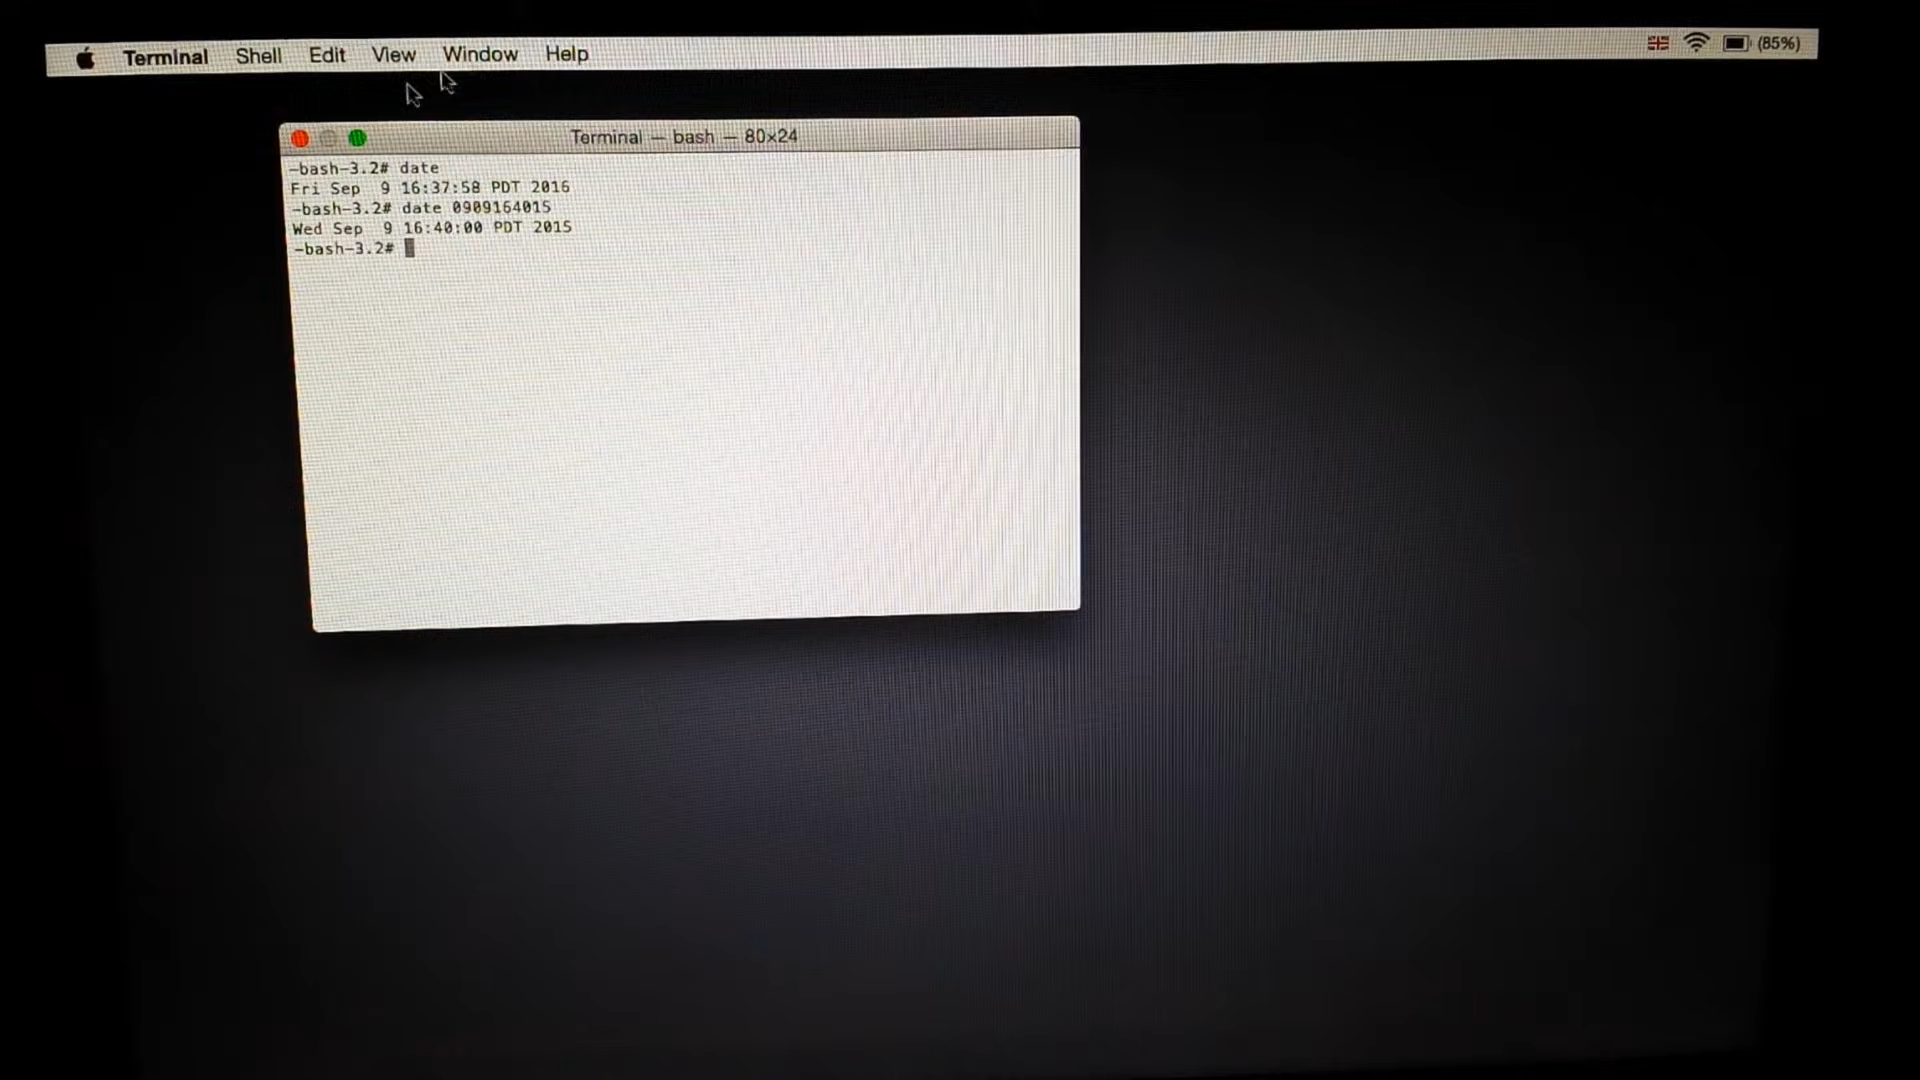 Terminal Shell Edit View Window Help (85%)
Terminal — bash — 80×24
-bash-3.2# date
Fri Sep  9 16:37:58 PDT 2016
-bash-3.2# date 0909164015
Wed Sep  9 16:40:00 PDT 2015
-bash-3.2#